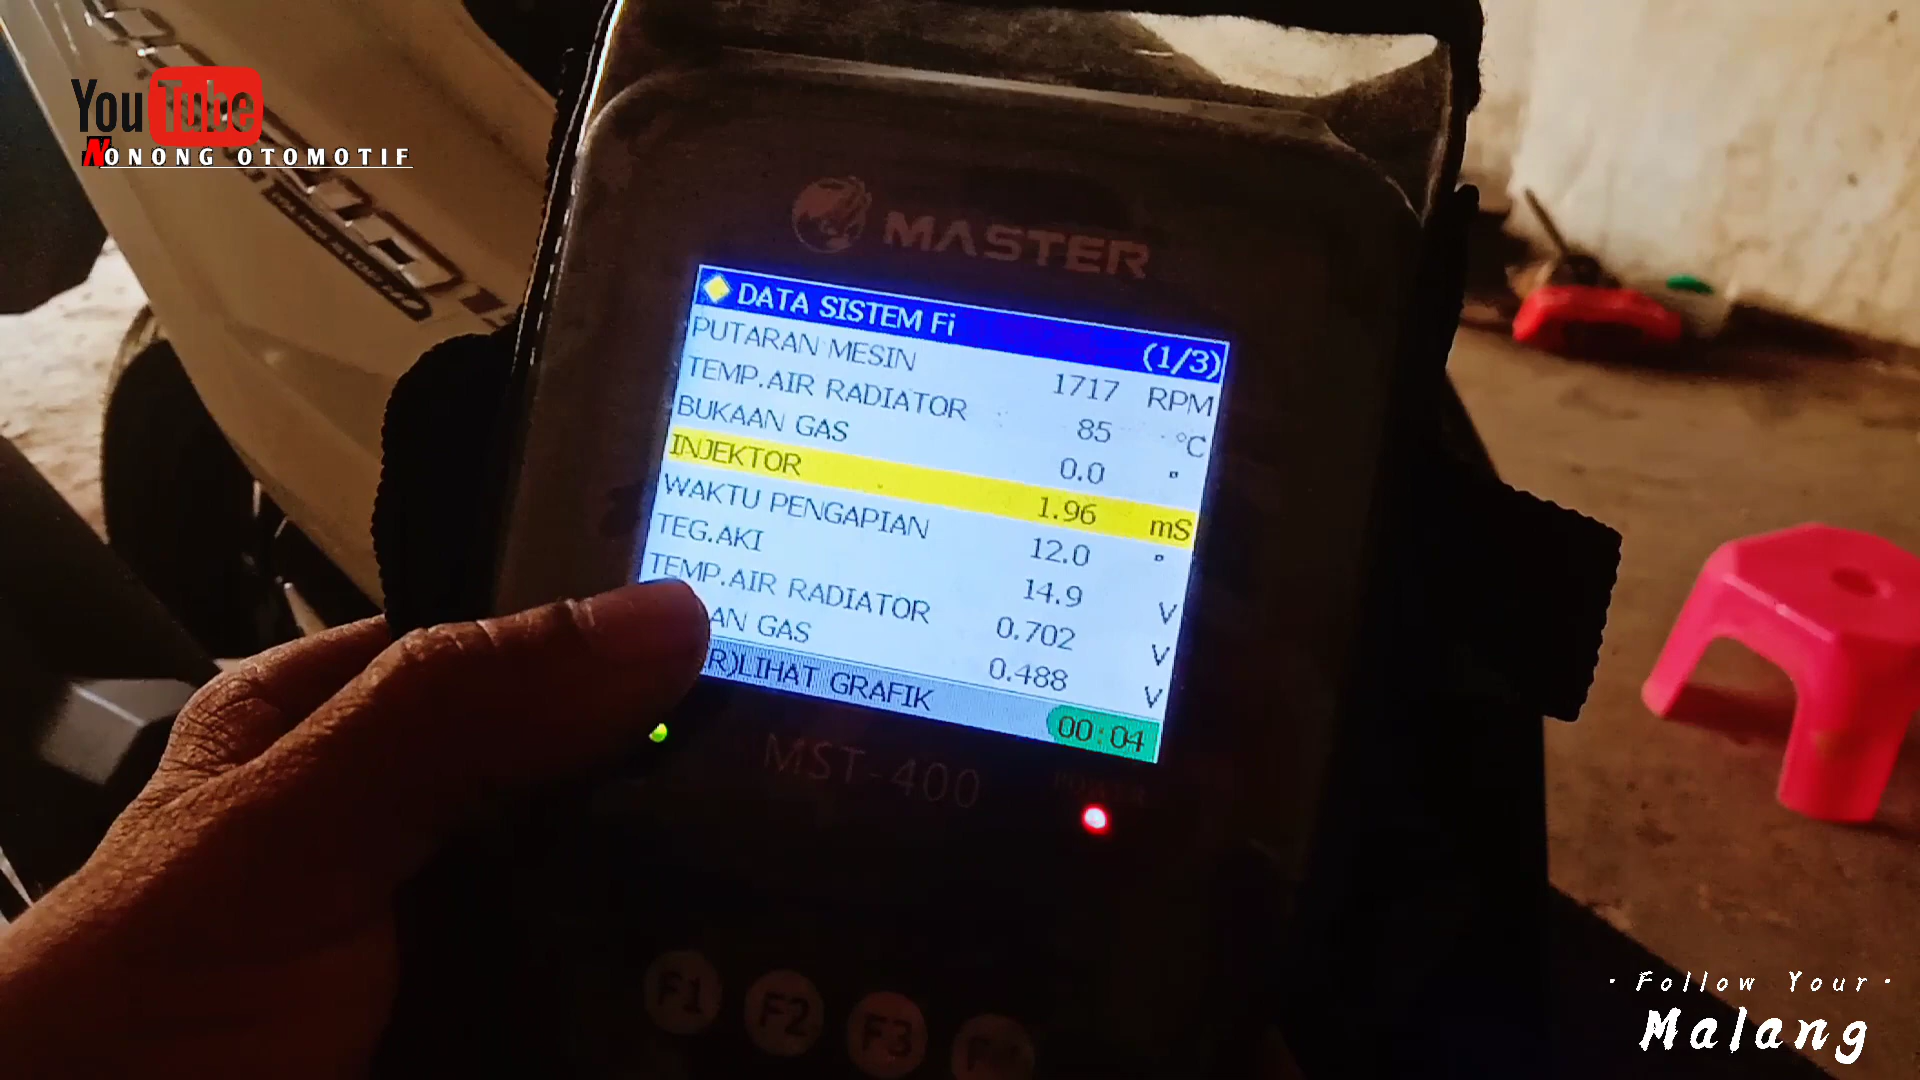 YouTube
NONONG OTOMOTIF
MASTER
DATA SISTEM Fi (1/3)
PUTARAN MESIN 1717 RPM
TEMP.AIR RADIATOR 85 °C
BUKAAN GAS 0.0 °
INJEKTOR 1.96 mS
WAKTU PENGAPIAN 12.0 °
TEG.AKI 14.9 V
TEMP.AIR RADIATOR 0.702 V
AN GAS 0.488 V
R)LIHAT GRAFIK 00:04
MST-400
POWER
F1 F2 F3 F4
· Follow Your ·
Malang